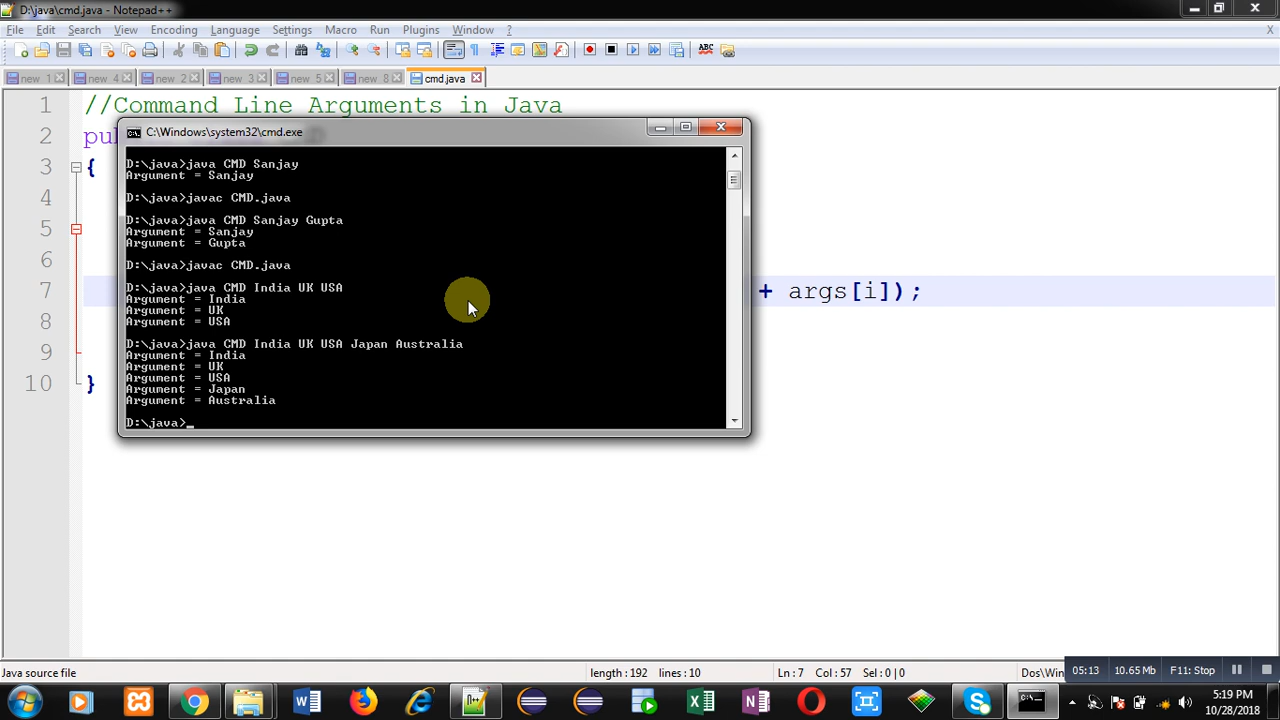 D:\java\cmd.java - Notepad++
File Edit Search View Encoding Language Settings Macro Run Plugins Window ? X
new 1 new 4 new 2 new 3 new 5 new 8 cmd.java
1 //Command Line Arguments in Java
2 pu
3 {
4
5
6
7 + args[i]);
8
9
10 }
C:\Windows\system32\cmd.exe
D:\java>java CMD Sanjay
Argument = Sanjay
D:\java>javac CMD.java
D:\java>java CMD Sanjay Gupta
Argument = Sanjay
Argument = Gupta
D:\java>javac CMD.java
D:\java>java CMD India UK USA
Argument = India
Argument = UK
Argument = USA
D:\java>java CMD India UK USA Japan Australia
Argument = India
Argument = UK
Argument = USA
Argument = Japan
Argument = Australia
D:\java>_
Java source file length : 192 lines : 10 Ln : 7 Col : 57 Sel : 0 | 0 Dos\Win
05:13 10.65 Mb F11: Stop
5:19 PM
10/28/2018